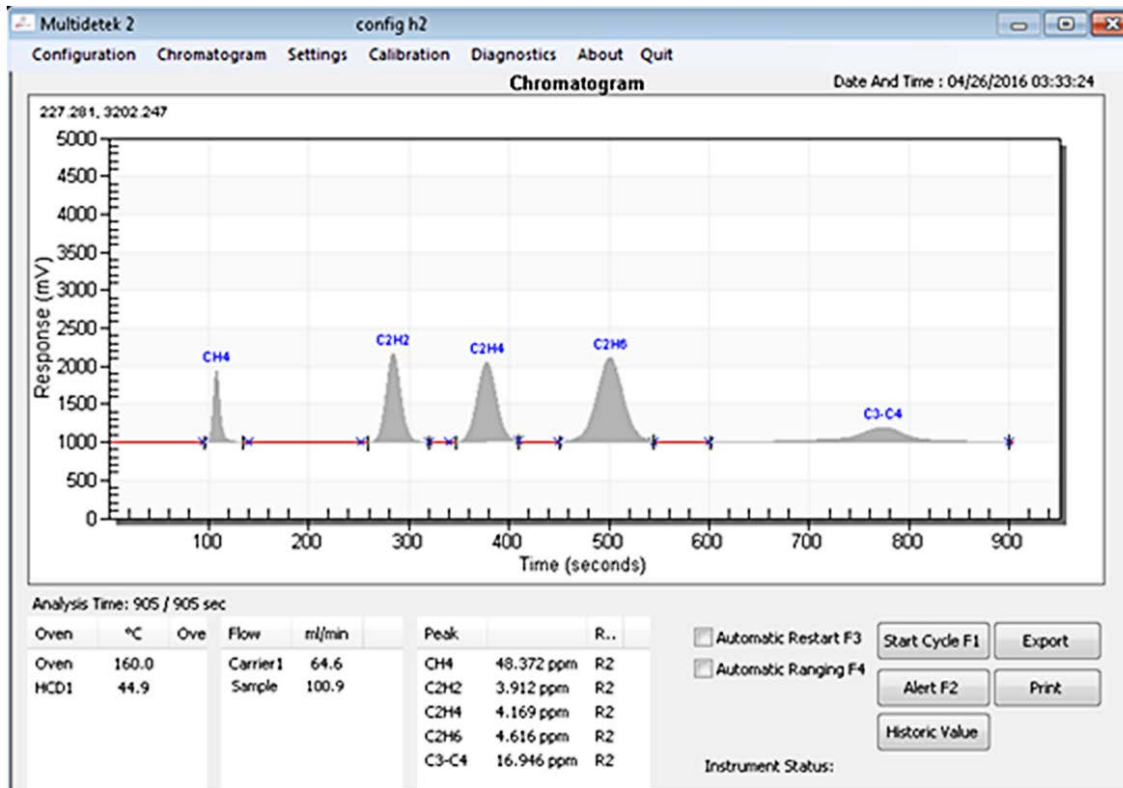 Multidetek 2 config h2
Configuration Chromatogram Settings Calibration Diagnostics About Quit
Chromatogram Date And Time : 04/26/2016 03:33:24
227.281, 3202.247
5000
4500
4000
3500
3000
2500
2000
1500
1000
500
0
Response (mV)
CH4
C2H2
C2H4
C2H6
C3-C4
100 200 300 400 500 600 700 800 900
Time (seconds)
Analysis Time: 905 / 905 sec
Oven °C Ove
Oven 160.0
HCD1 44.9
Flow ml/min
Carrier1 64.6
Sample 100.9
Peak R..
CH4 48.372 ppm R2
C2H2 3.912 ppm R2
C2H4 4.169 ppm R2
C2H6 4.616 ppm R2
C3-C4 16.946 ppm R2
Automatic Restart F3
Automatic Ranging F4
Start Cycle F1
Export
Alert F2
Print
Historic Value
Instrument Status: